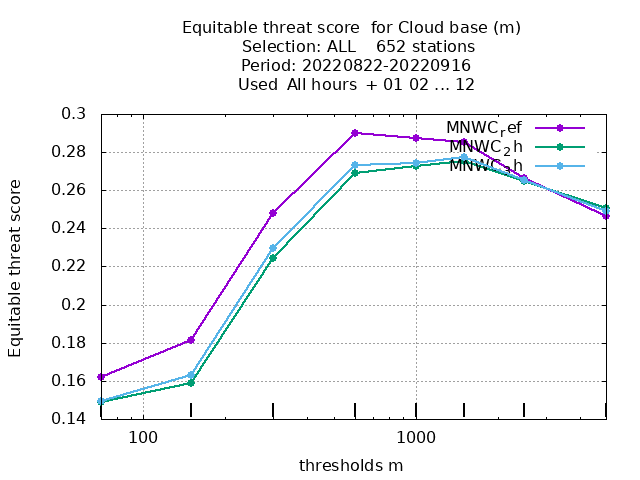 Equitable threat score for Cloud base (m)
Selection: ALL 652 stations
Period: 20220822-20220916
Used All hours + 01 02 ... 12
0.3
0.28
0.26
0.24
0.22
0.2
0.18
0.16
0.14
Equitable threat score
MNWC_ref
MNWC_2h
MNWC_3h
100
1000
thresholds m